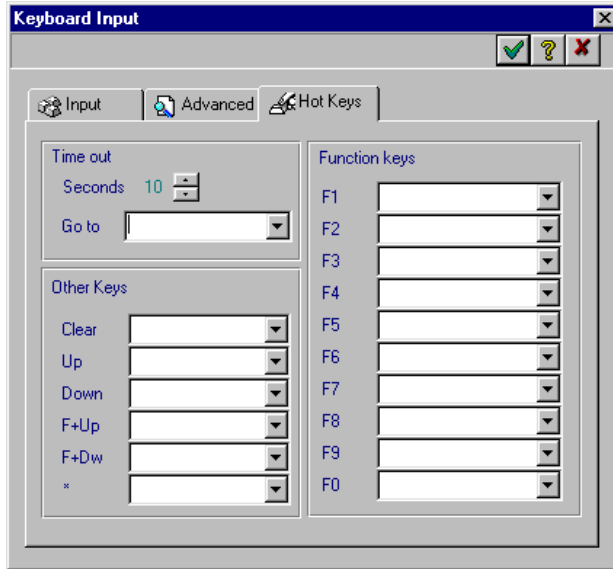 Keyboard Input
Input Advanced Hot Keys
Time out
Seconds 10
Go to
Other Keys
Clear
Up
Down
F+Up
F+Dw
*
Function keys
F1
F2
F3
F4
F5
F6
F7
F8
F9
F0